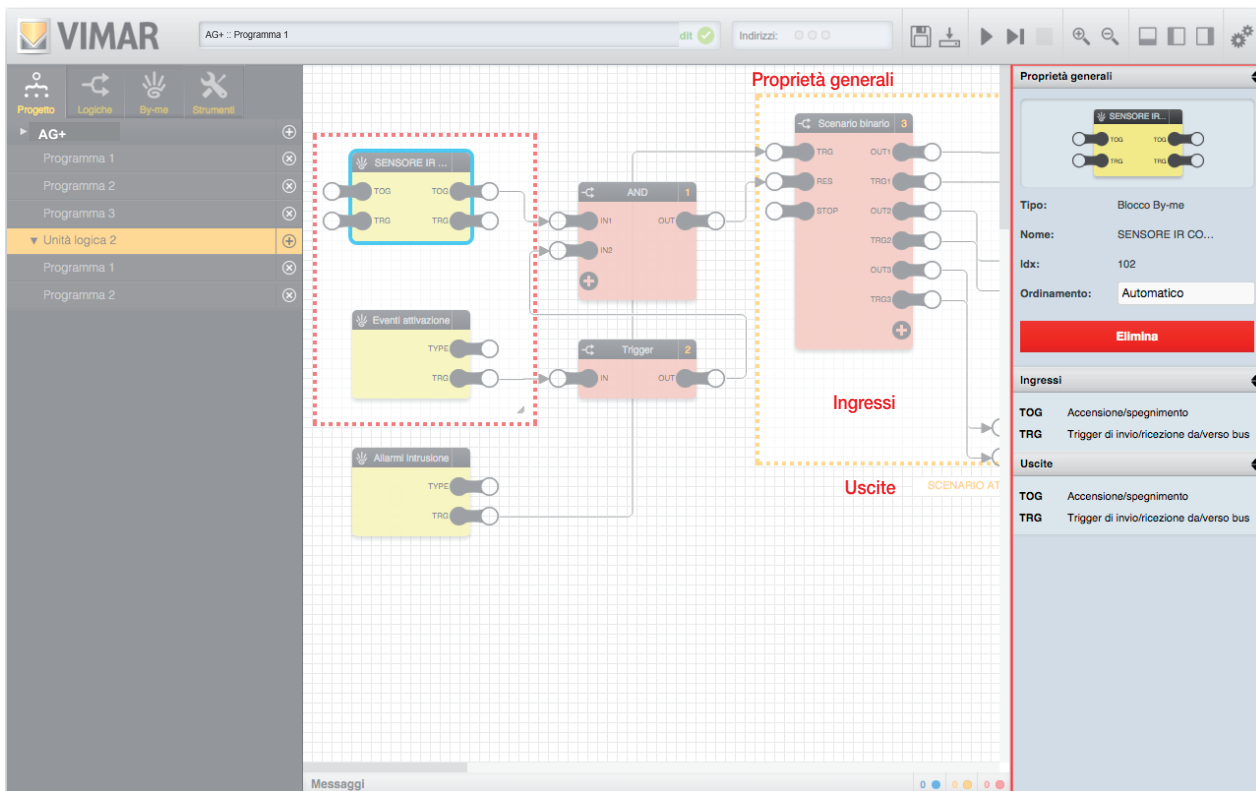 VIMAR
AG+ :: Programma 1
dit
Indirizzi:
Progetto
Logiche
By-me
Strumenti
AG+
Programma 1
Programma 2
Programma 3
Unità logica 2
Programma 1
Programma 2
Proprietà generali
SENSORE IR ...
TOG TOG
TRG TRG
AND 1
IN1 OUT
IN2
Scenario binario 3
TRG OUT1
RES TRG1
STOP OUT2
TRG2
OUT3
TRG3
Eventi attivazione
TYPE
TRG
Trigger 2
IN OUT
Ingressi
Allarmi intrusione
TYPE
TRG
Uscite
SCENARIO AT
Messaggi
0 0 0
Proprietà generali
SENSORE IR...
TOG TOG
TRG TRG
Tipo: Blocco By-me
Nome: SENSORE IR CO...
Idx: 102
Ordinamento: Automatico
Elimina
Ingressi
TOG Accensione/spegnimento
TRG Trigger di invio/ricezione da/verso bus
Uscite
TOG Accensione/spegnimento
TRG Trigger di invio/ricezione da/verso bus